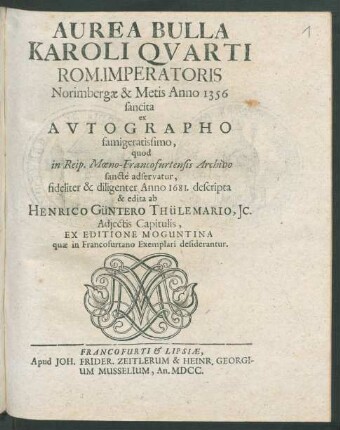 1
AUREA BULLA
KAROLI QVARTI
ROM.IMPERATORIS
Norimbergæ & Metis Anno 1356
sancita
ex
AVTOGRAPHO
famigeratissimo,
quod
in Reip. Mœno-Francofurtensis Archivo
sanctè adservatur,
fideliter & diligenter Anno 1681. descripta
& edita ab
HENRICO GÜNTERO THÜLEMARIO, JC.
Adjectis Capitulis,
EX EDITIONE MOGUNTINA
quæ in Francofurtano Exemplari desiderantur.
FRANCOFURTI & LIPSIÆ,
Apud JOH. FRIDER. ZEITLERUM & HEINR. GEORGI-
UM MUSSELIUM, An. MDCC.